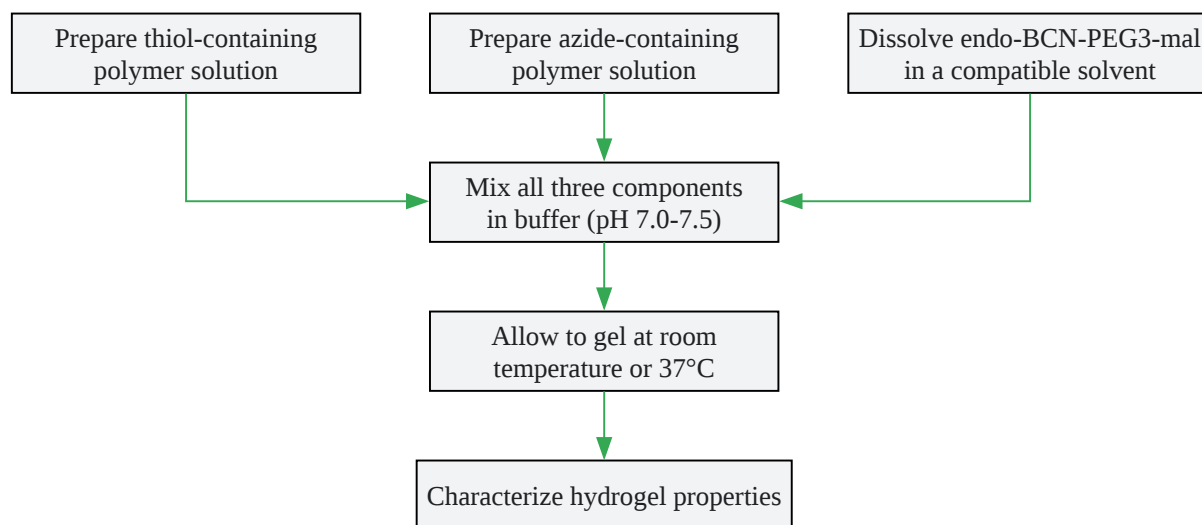 Prepare thiol-containing
polymer solution
Prepare azide-containing
polymer solution
Dissolve endo-BCN-PEG3-mal
in a compatible solvent
Mix all three components
in buffer (pH 7.0-7.5)
Allow to gel at room
temperature or 37°C
Characterize hydrogel properties